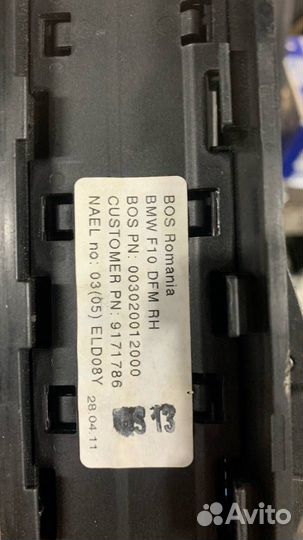 BOS Romania
BMW F10 DFM RH
BOS PN: 003020012000
CUSTOMER PN: 9171786
NAEL no: 03(05) ELD08Y
28.04.11
13
Avito